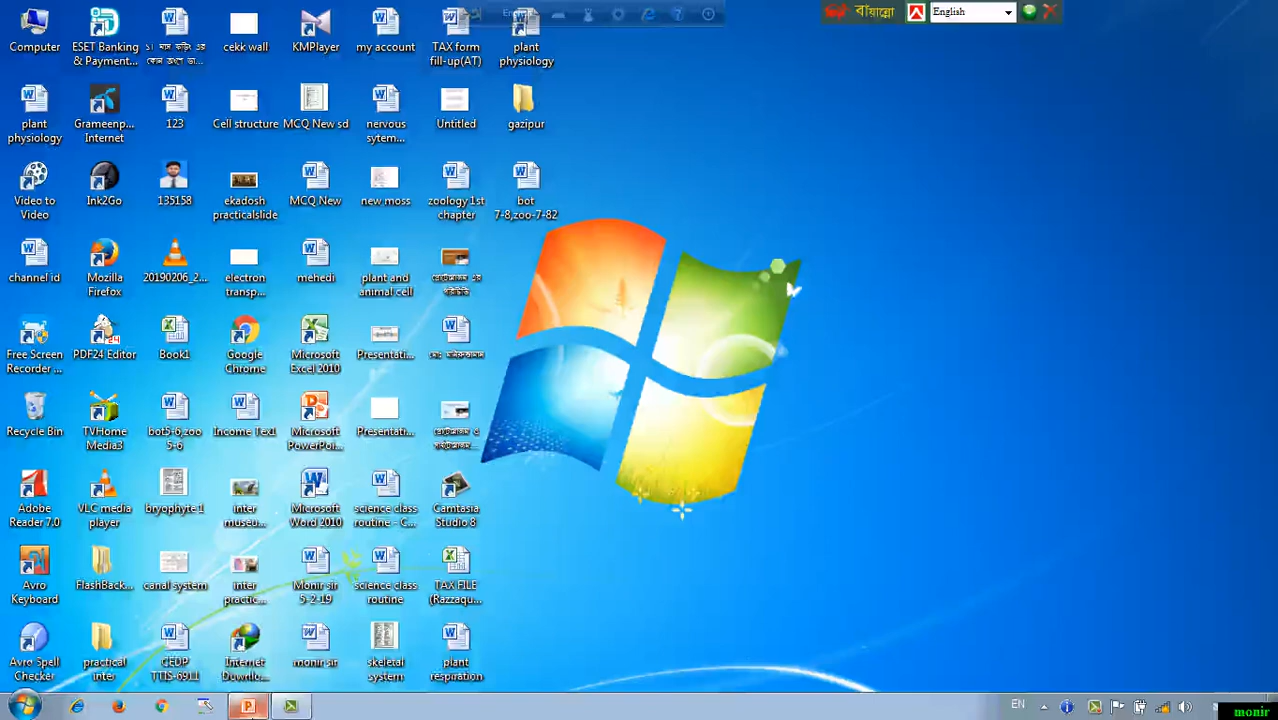 বায়ান্নো
English
Computer
ESET Banking & Payment...
cekk wall
KMPlayer
my account
TAX form fill-up(AT)
plant physiology
plant physiology
Grameenp... Internet
123
Cell structure
MCQ New sd
nervous sytem...
Untitled
gazipur
Video to Video
Ink2Go
135158
ekadosh practicalslide
MCQ New
new moss
zoology 1st chapter
bot 7-8,zoo-7-82
channel id
Mozilla Firefox
20190206_2...
electron transp...
mehedi
plant and animal cell
Free Screen Recorder ...
PDF24 Editor
Book1
Google Chrome
Microsoft Excel 2010
Presentati...
Recycle Bin
TVHome Media3
bot5-6,zoo 5-6
Income Tex1
Microsoft PowerPoi...
Presentati...
Adobe Reader 7.0
VLC media player
bryophyte 1
inter museu...
Microsoft Word 2010
science class routine - C...
Camtasia Studio 8
Avro Keyboard
FlashBack...
canal system
inter practic...
Monir sir 5-2-19
science class routine
TAX FILE (Razzaqu...
Avro Spell Checker
practical inter
CEDP TTIS-6911
Internet Downlo...
monir sir
skeletal system
plant respiration
EN
monir